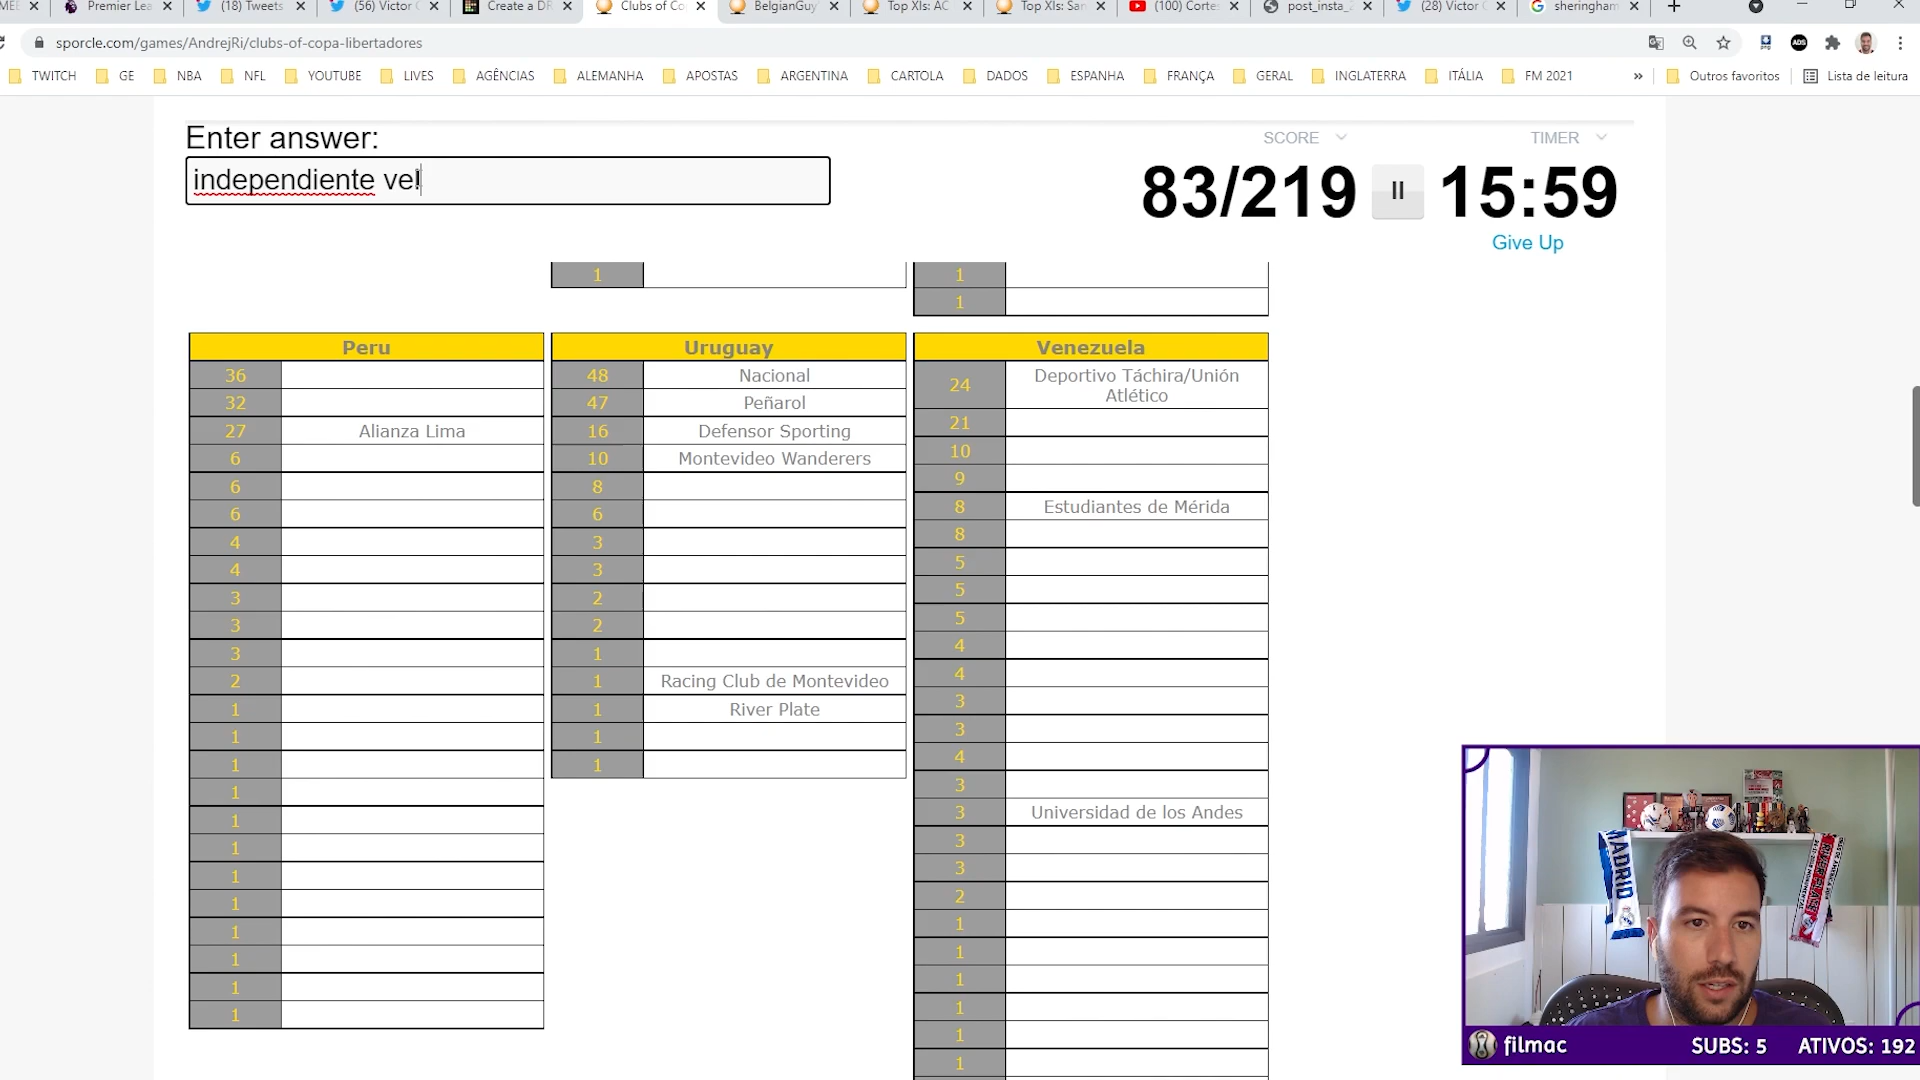 Premier Lea
(18) Tweets
(56) Victor
Create a DR
Clubs of Co
BelgianGuy
Top XIs: AC
Top XIs: San
(100) Cortes
post_insta_
(28) Victor
sheringham
sporcle.com/games/AndrejRi/clubs-of-copa-libertadores
TWITCH GE NBA NFL YOUTUBE LIVES AGÊNCIAS ALEMANHA APOSTAS ARGENTINA CARTOLA DADOS ESPANHA FRANÇA GERAL INGLATERRA ITÁLIA FM 2021 » Outros favoritos Lista de leitura
Enter answer:
independiente vel
SCORE
TIMER
83/219
15:59
Give Up
1
1
1
Peru
36
32
27 Alianza Lima
6
6
6
4
4
3
3
3
2
1
1
1
1
1
1
1
1
1
1
1
1
Uruguay
48 Nacional
47 Peñarol
16 Defensor Sporting
10 Montevideo Wanderers
8
6
3
3
2
2
1
1 Racing Club de Montevideo
1 River Plate
1
1
Venezuela
24 Deportivo Táchira/Unión
Atlético
21
10
9
8 Estudiantes de Mérida
8
5
5
5
4
4
3
3
4
3
3 Universidad de los Andes
3
3
2
1
1
1
1
1
1
MADRID
filmac
SUBS: 5
ATIVOS: 192